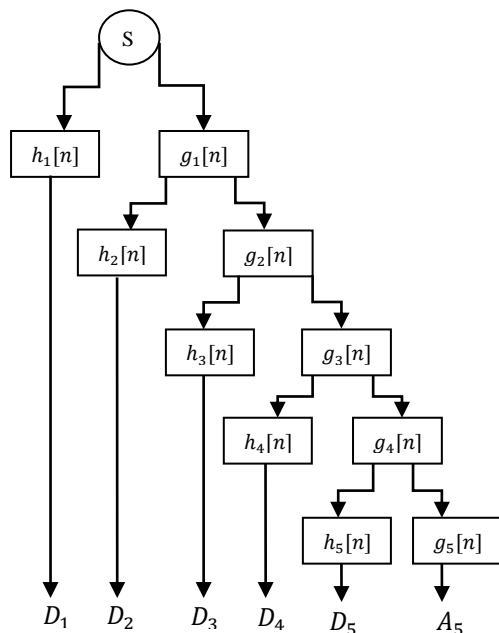 S
h₁[n] g₁[n]
h₂[n] g₂[n]
h₃[n] g₃[n]
h₄[n] g₄[n]
h₅[n] g₅[n]
D₁ D₂ D₃ D₄ D₅ A₅